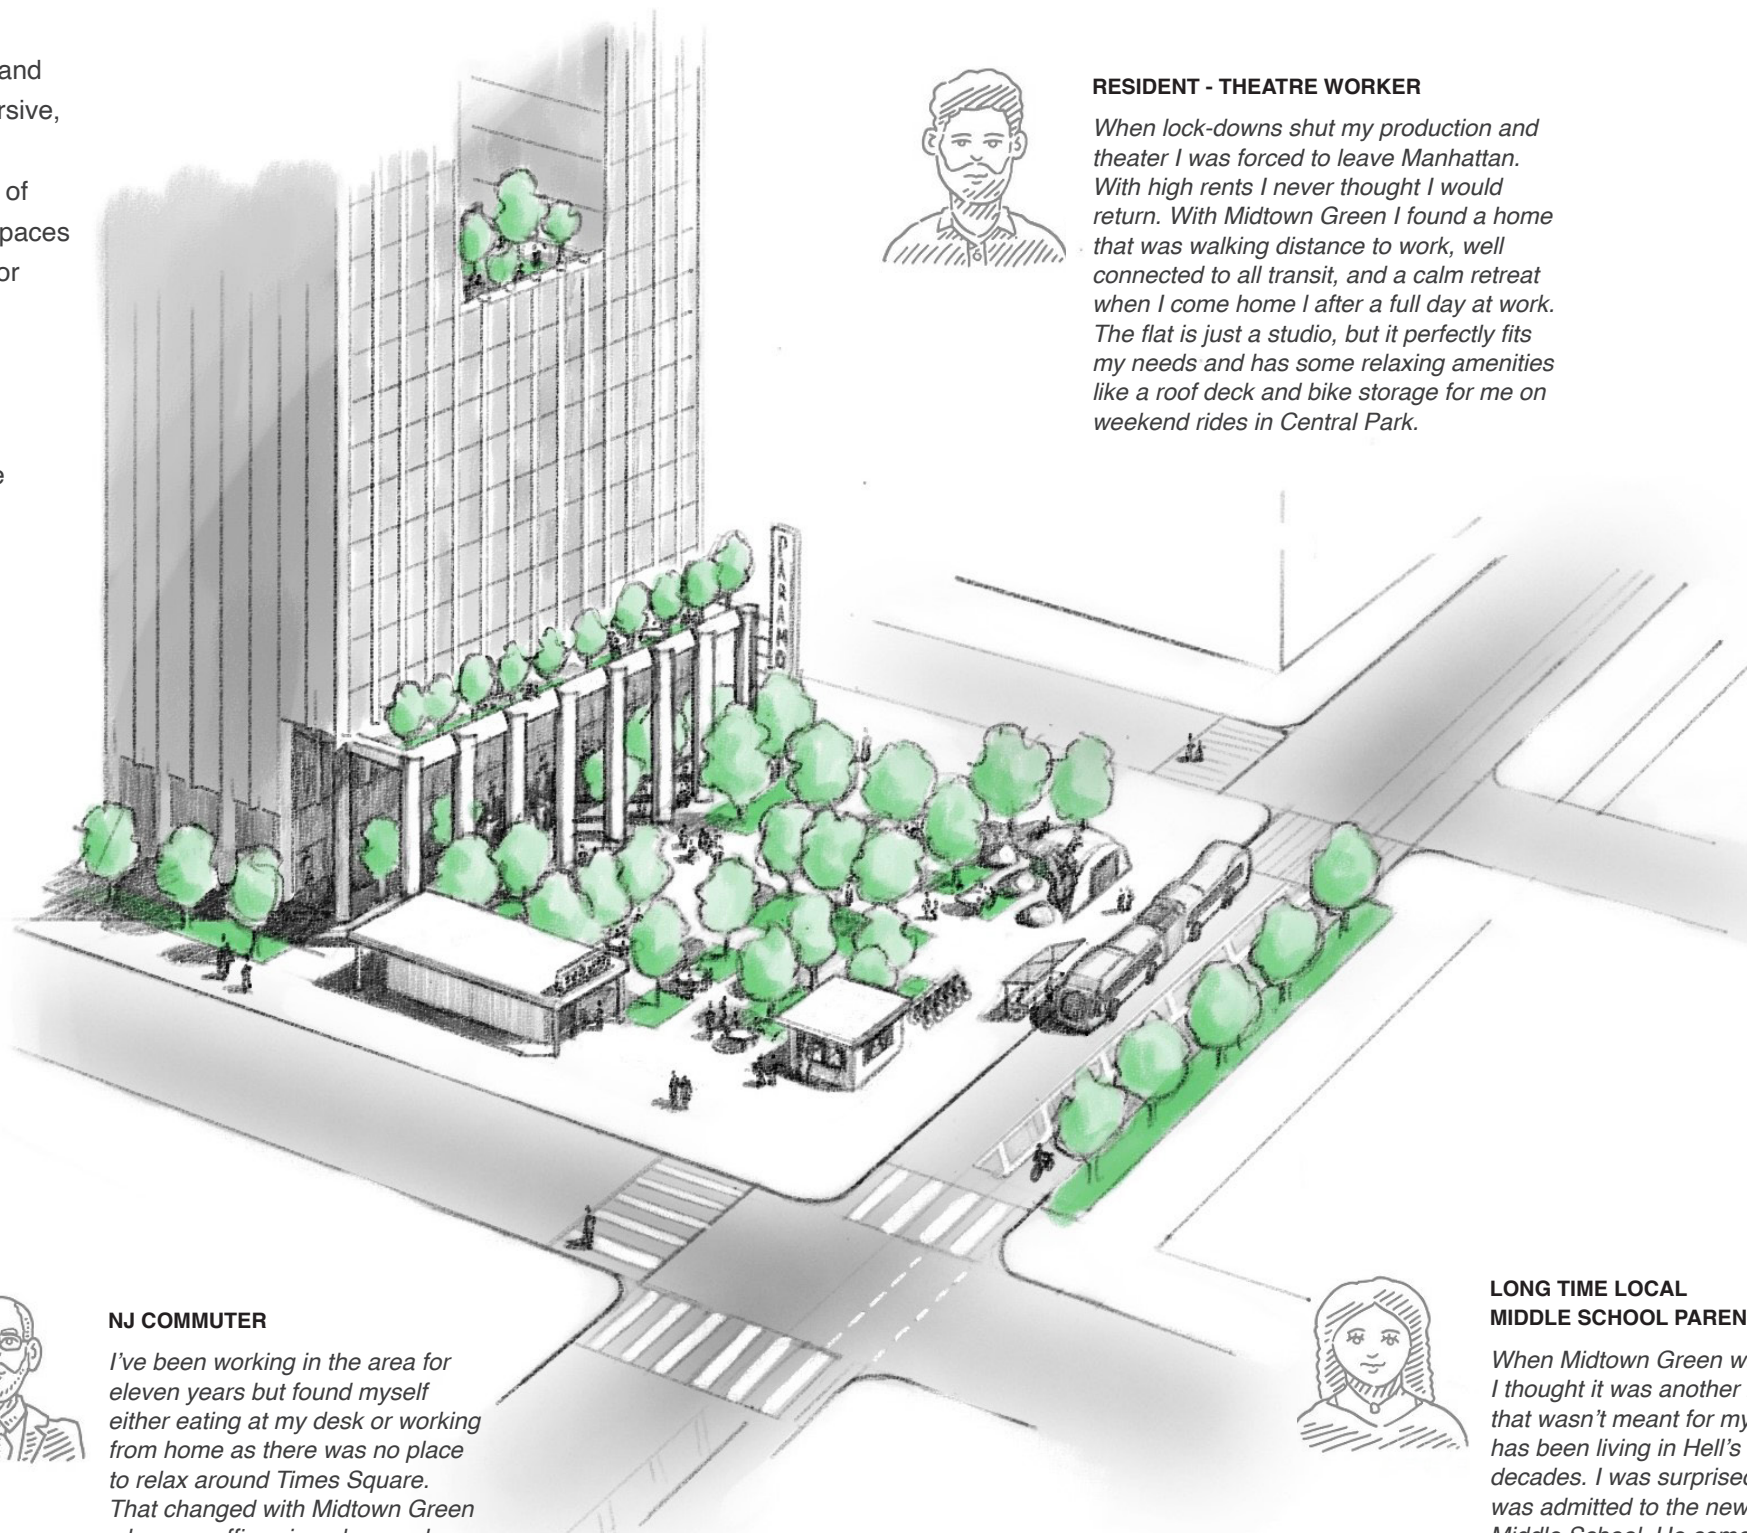 and
rsive,
of
paces
or
e
RESIDENT - THEATRE WORKER
When lock-downs shut my production and
theater I was forced to leave Manhattan.
With high rents I never thought I would
return. With Midtown Green I found a home
that was walking distance to work, well
connected to all transit, and a calm retreat
when I come home I after a full day at work.
The flat is just a studio, but it perfectly fits
my needs and has some relaxing amenities
like a roof deck and bike storage for me on
weekend rides in Central Park.
PARAMO
NJ COMMUTER
I've been working in the area for
eleven years but found myself
either eating at my desk or working
from home as there was no place
to relax around Times Square.
That changed with Midtown Green
LONG TIME LOCAL
MIDDLE SCHOOL PAREN
When Midtown Green w
I thought it was another
that wasn't meant for my
has been living in Hell's
decades. I was surprised
was admitted to the new
Middle School. He